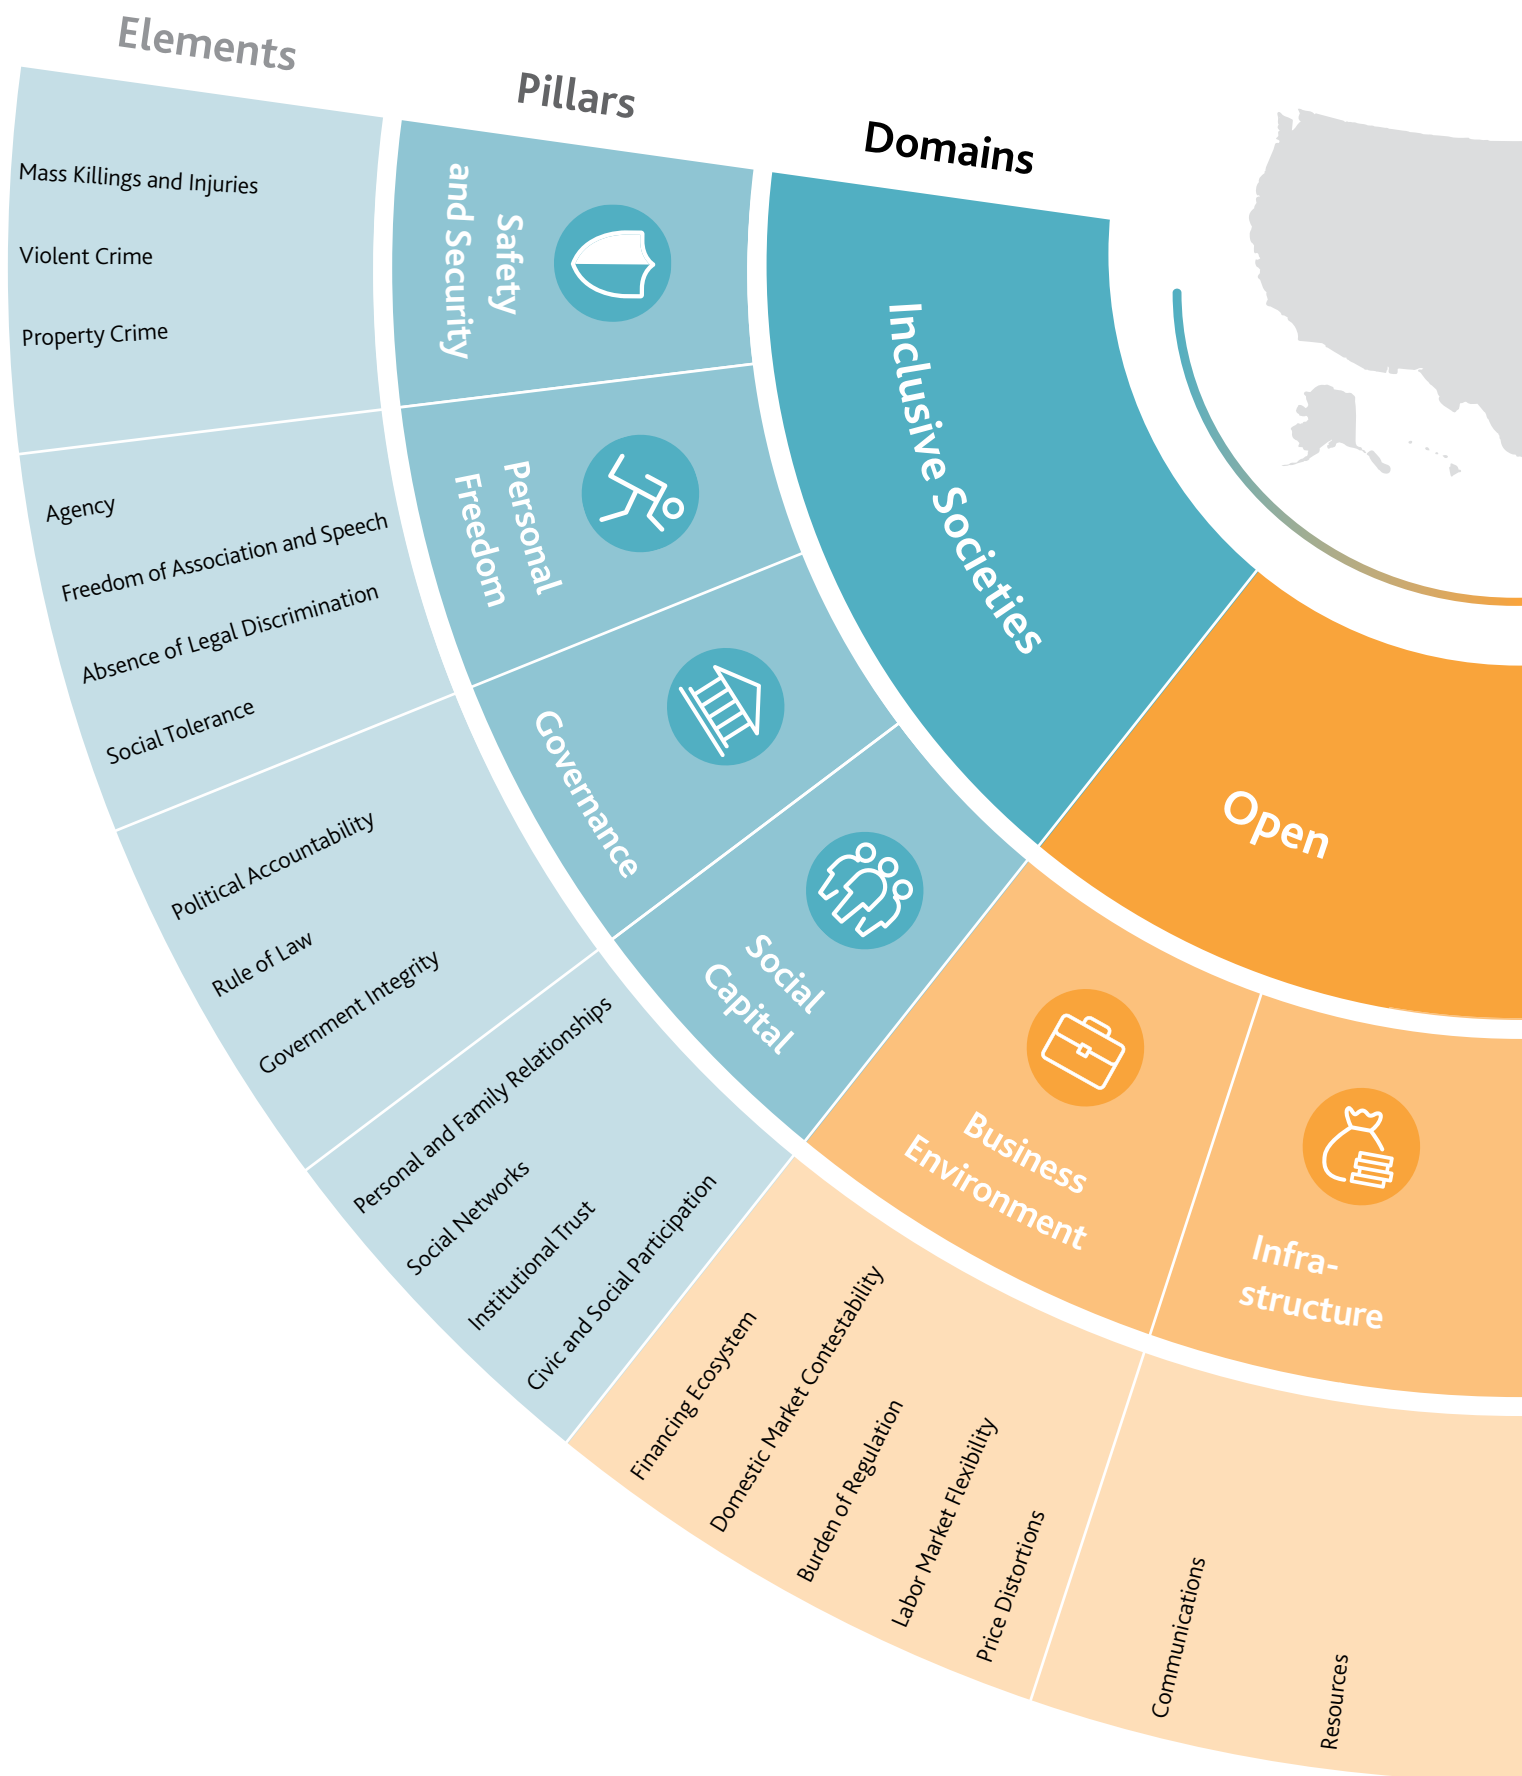 Elements
Pillars
Domains
Mass Killings and Injuries
Violent Crime
Property Crime
Safety
and Security
Inclusive Societies
Agency
Freedom of Association and Speech
Absence of Legal Discrimination
Social Tolerance
Personal
Freedom
Political Accountability
Rule of Law
Government Integrity
Governance
Personal and Family Relationships
Social Networks
Institutional Trust
Civic and Social Participation
Social
Capital
Open
Business
Environment
Financing Ecosystem
Domestic Market Contestability
Burden of Regulation
Labor Market Flexibility
Price Distortions
Infra-
structure
Communications
Resources